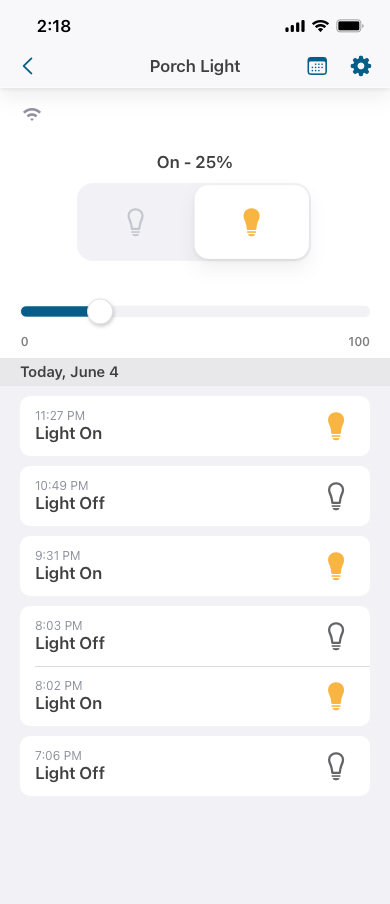 2:18
Porch Light
On - 25%
0 100
Today, June 4
11:27 PM
Light On
10:49 PM
Light Off
9:31 PM
Light On
8:03 PM
Light Off
8:02 PM
Light On
7:06 PM
Light Off